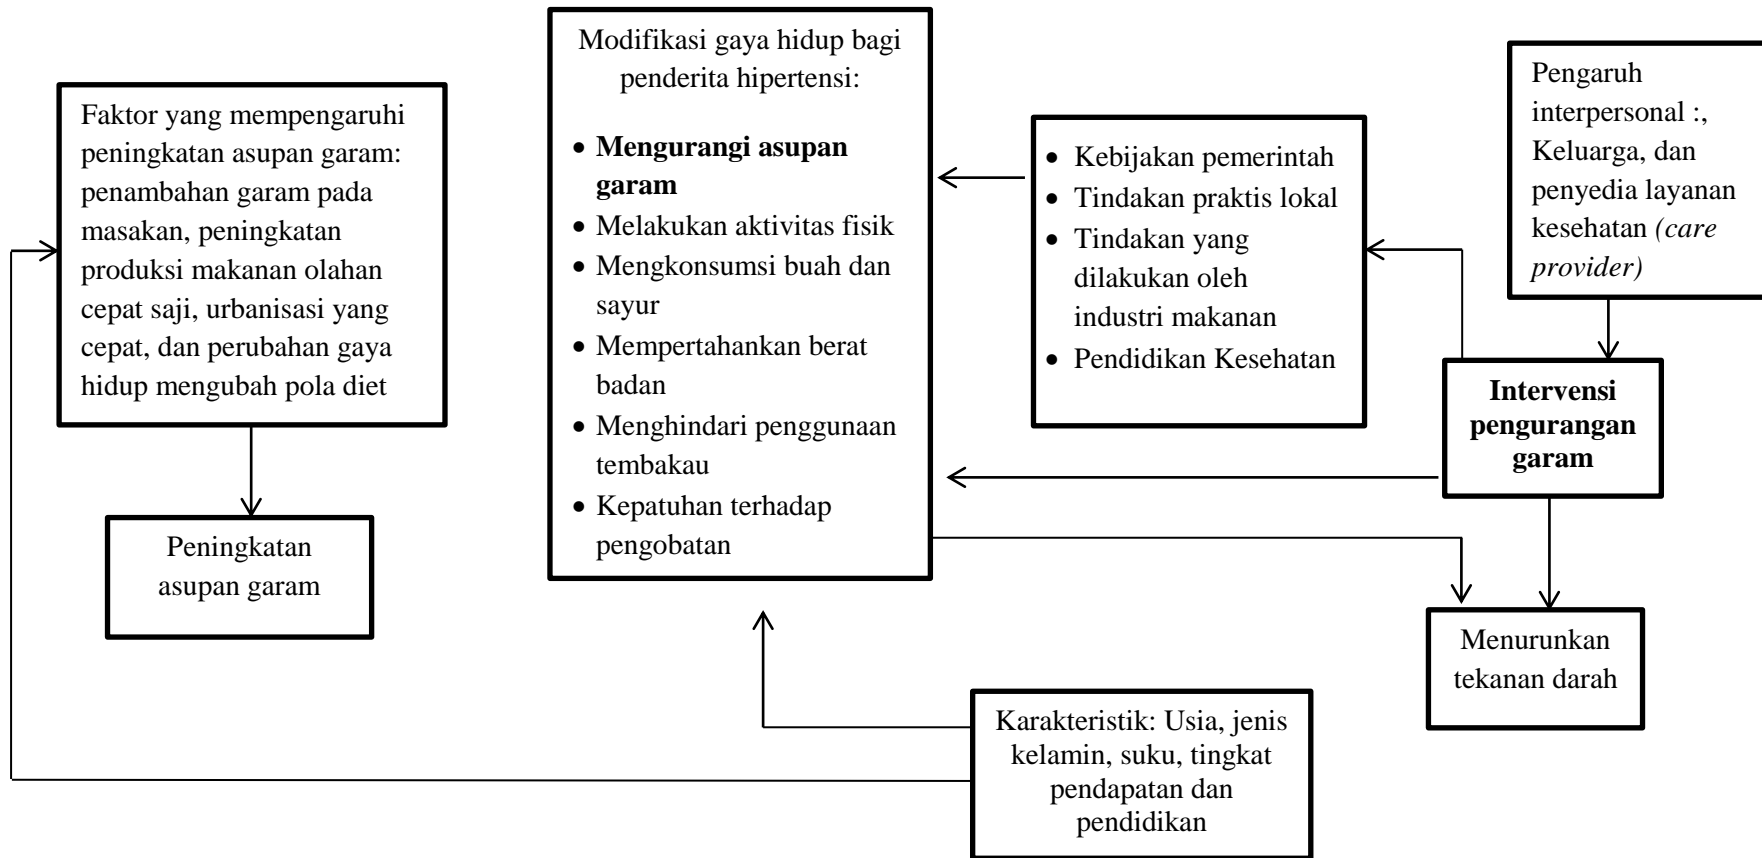 Faktor yang mempengaruhi
peningkatan asupan garam:
penambahan garam pada
masakan, peningkatan
produksi makanan olahan
cepat saji, urbanisasi yang
cepat, dan perubahan gaya
hidup mengubah pola diet
Peningkatan
asupan garam
Modifikasi gaya hidup bagi
penderita hipertensi:
• Mengurangi asupan
garam
• Melakukan aktivitas fisik
• Mengkonsumsi buah dan
sayur
• Mempertahankan berat
badan
• Menghindari penggunaan
tembakau
• Kepatuhan terhadap
pengobatan
• Kebijakan pemerintah
• Tindakan praktis lokal
• Tindakan yang
dilakukan oleh
industri makanan
• Pendidikan Kesehatan
Pengaruh
interpersonal :,
Keluarga, dan
penyedia layanan
kesehatan (care
provider)
Intervensi
pengurangan
garam
Menurunkan
tekanan darah
Karakteristik: Usia, jenis
kelamin, suku, tingkat
pendapatan dan
pendidikan